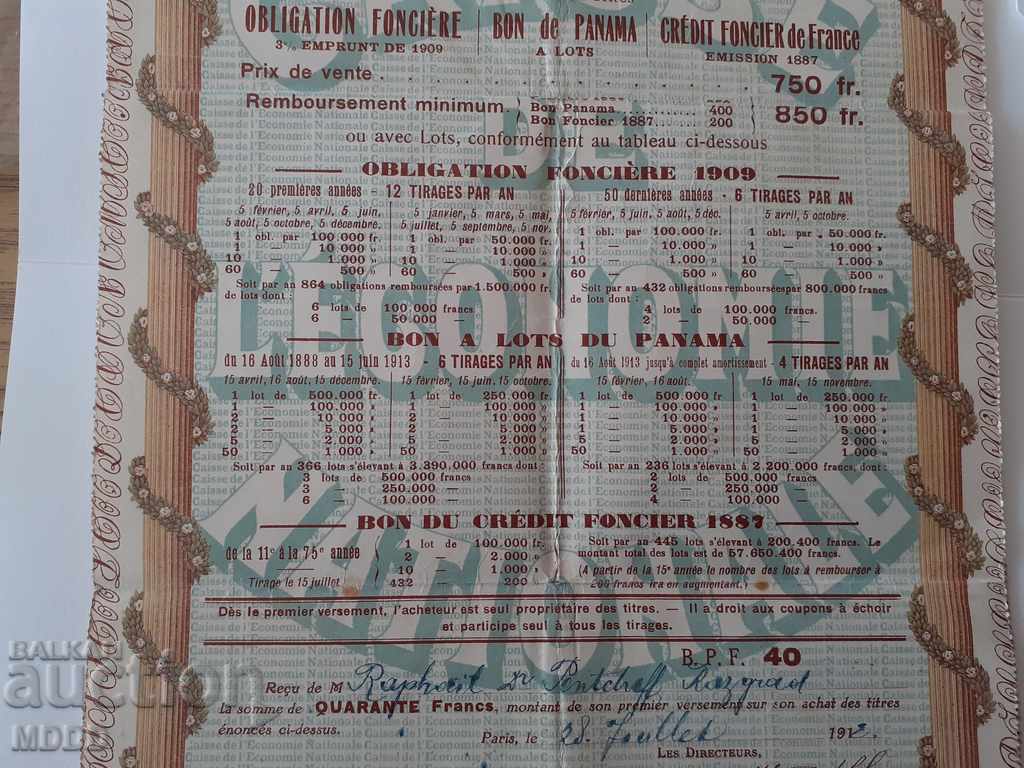 OBLIGATION FONCIÈRE BON de PANAMA CRÉDIT FONCIER de France
3% EMPRUNT DE 1909 A LOTS EMISSION 1887
Prix de vente . . . 750 fr.
Remboursement minimum Bon Panama 400 850 fr.
Bon Foncier 1887 200
ou avec Lots, conformément au tableau ci-dessous
OBLIGATION FONCIÈRE 1909
20 premières années - 12 TIRAGES PAR AN 50 dernières années - 6 TIRAGES PAR AN
5 février, 5 avril, 5 juin, 5 janvier, 5 mars, 5 mai, 5 février, 5 juin, 5 août, 5 déc. 5 avril, 5 octobre.
5 août, 5 octobre, 5 décembre. 5 juillet, 5 septembre, 5 nov.
1 obl. par 100.000 fr. 1 obl. par 50.000 fr. 1 obl. par 100.000 fr. 1 obl. par 50.000 fr.
1 — 10.000 » 1 — 10.000 » 1 — 10.000 » 1 — 10.000 »
10 — 1.000 » 10 — 1.000 » 10 — 1.000 » 10 — 1.000 »
60 — 500 » 60 — 500 » 60 — 500 » 60 — 500 »
Soit par an 864 obligations remboursées par 1.500.000 fr. Soit par an 432 obligations remboursées par 800.000 francs
de lots dont : de lots dont :
6 lots de 100.000 francs 4 lots de 100.000 francs
6 — 50.000 — 2 — 50.000 —
BON A LOTS DU PANAMA
du 16 Août 1888 au 15 juin 1913 - 6 TIRAGES PAR AN du 16 Août 1913 jusqu'à complet amortissement - 4 TIRAGES PAR AN
15 avril, 16 août, 15 décembre. 15 février, 15 juin, 15 octobre. 15 février, 16 août. 15 mai, 15 novembre.
1 lot de 500.000 fr. 1 lot de 250.000 fr. 1 lot de 500.000 fr. 1 lot de 250.000 fr.
1 — 100.000 » 1 — 100.000 » 1 — 100.000 » 1 — 100.000 »
2 — 10.000 » 2 — 10.000 » 1 — 10.000 » 1 — 10.000 »
2 — 5.000 » 2 — 5.000 » 2 — 5.000 » 2 — 5.000 »
5 — 2.000 » 5 — 2.000 » 5 — 2.000 » 5 — 2.000 »
50 — 1.000 » 50 — 1.000 » 50 — 1.000 » 50 — 1.000 »
Soit par an 366 lots s'élevant à 3.390.000 francs dont : Soit par an 236 lots s'élevant à 2.200.000 francs, dont :
3 lots de 500.000 francs 2 lots de 500.000 francs
3 — 250.000 — 2 — 250.000 —
6 — 100.000 — 4 — 100.000 —
BON DU CRÉDIT FONCIER 1887
de la 11e à la 75e année
Tirage le 15 juillet
1 lot de 100.000 fr.
2 — 2.000 »
10 — 1.000 »
432 — 200 »
Soit par an 445 lots s'élevant à 200.400 francs. Le
montant total des lots est de 57.650.400 francs.
(A partir de la 15e année le nombre des lots à rembourser à
200 francs ira en augmentant.)
Dès le premier versement, l'acheteur est seul propriétaire des titres. — Il a droit aux coupons à échoir
et participe seul à tous les tirages.
B. P. F. 40
Reçu de M Raphaël Pentcheff Razgrad
la somme de QUARANTE Francs, montant de son premier versement sur son achat des titres
énoncés ci-dessus.
Paris, le 28 Juillet 191
LES DIRECTEURS,
CAISSE
DE
L'ÉCONOMIE
NATIONALE
BALKAN
auction